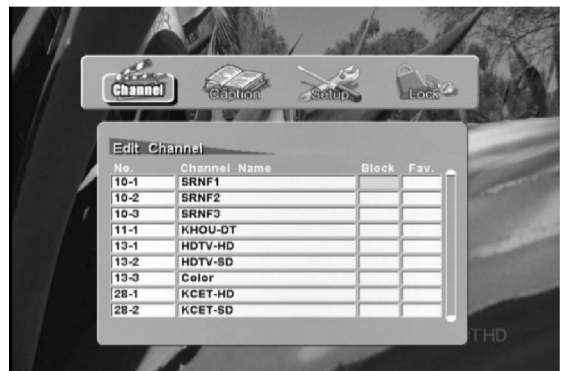 Channel Caption Setup Lock
Edit Channel
No. Channel Name Block Fav.
10-1 SRNF1
10-2 SRNF2
10-3 SRNF3
11-1 KHOU-DT
13-1 HDTV-HD
13-2 HDTV-SD
13-3 Color
28-1 KCET-HD
28-2 KCET-SD
THD